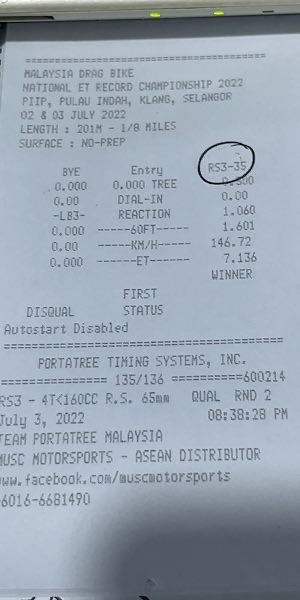 ========================================
MALAYSIA DRAG BIKE
NATIONAL ET RECORD CHAMPIONSHIP 2022
PIIP, PULAU INDAH, KLANG, SELANGOR
02 & 03 JULY 2022
LENGTH : 201M - 1/8 MILES
SURFACE : NO-PREP
BYE Entry RS3-35
0.000 0.000 TREE 0.300
0.00 DIAL-IN 0.00
-LB3- REACTION 1.060
0.000 ------60FT----- 1.601
0.00 ------KM/H----- 146.72
0.000 -------ET------ 7.136
WINNER
FIRST
DISQUAL STATUS
Autostart Disabled
========================================
PORTATREE TIMING SYSTEMS, INC.
=============== 135/136 ==========600214
RS3 - 4T<160CC R.S. 65mm QUAL RND 2
July 3, 2022 08:38:28 PM
TEAM PORTATREE MALAYSIA
MUSC MOTORSPORTS - ASEAN DISTRIBUTOR
www.facebook.com/muscmotorsports
+6016-6681490